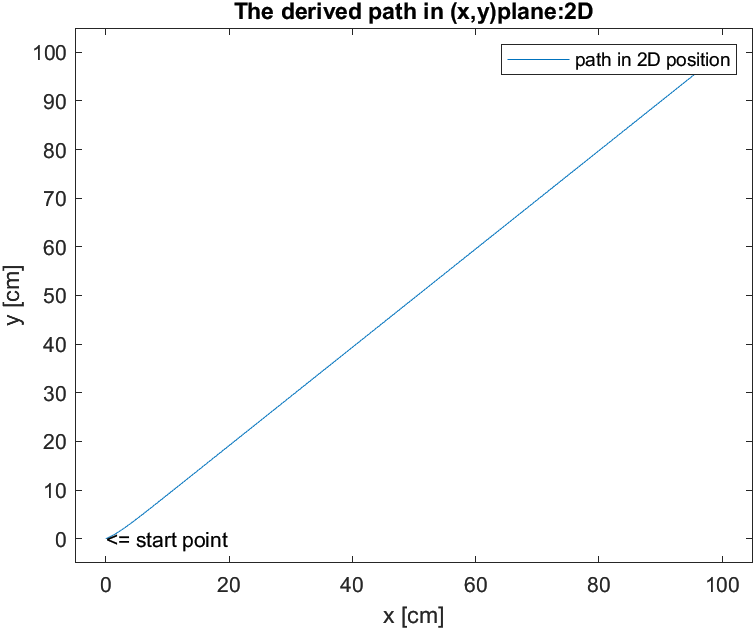 The derived path in (x,y)plane:2D
path in 2D position
100
90
80
70
60
50
40
30
20
10
0
y [cm]
<= start point
0 20 40 60 80 100
x [cm]